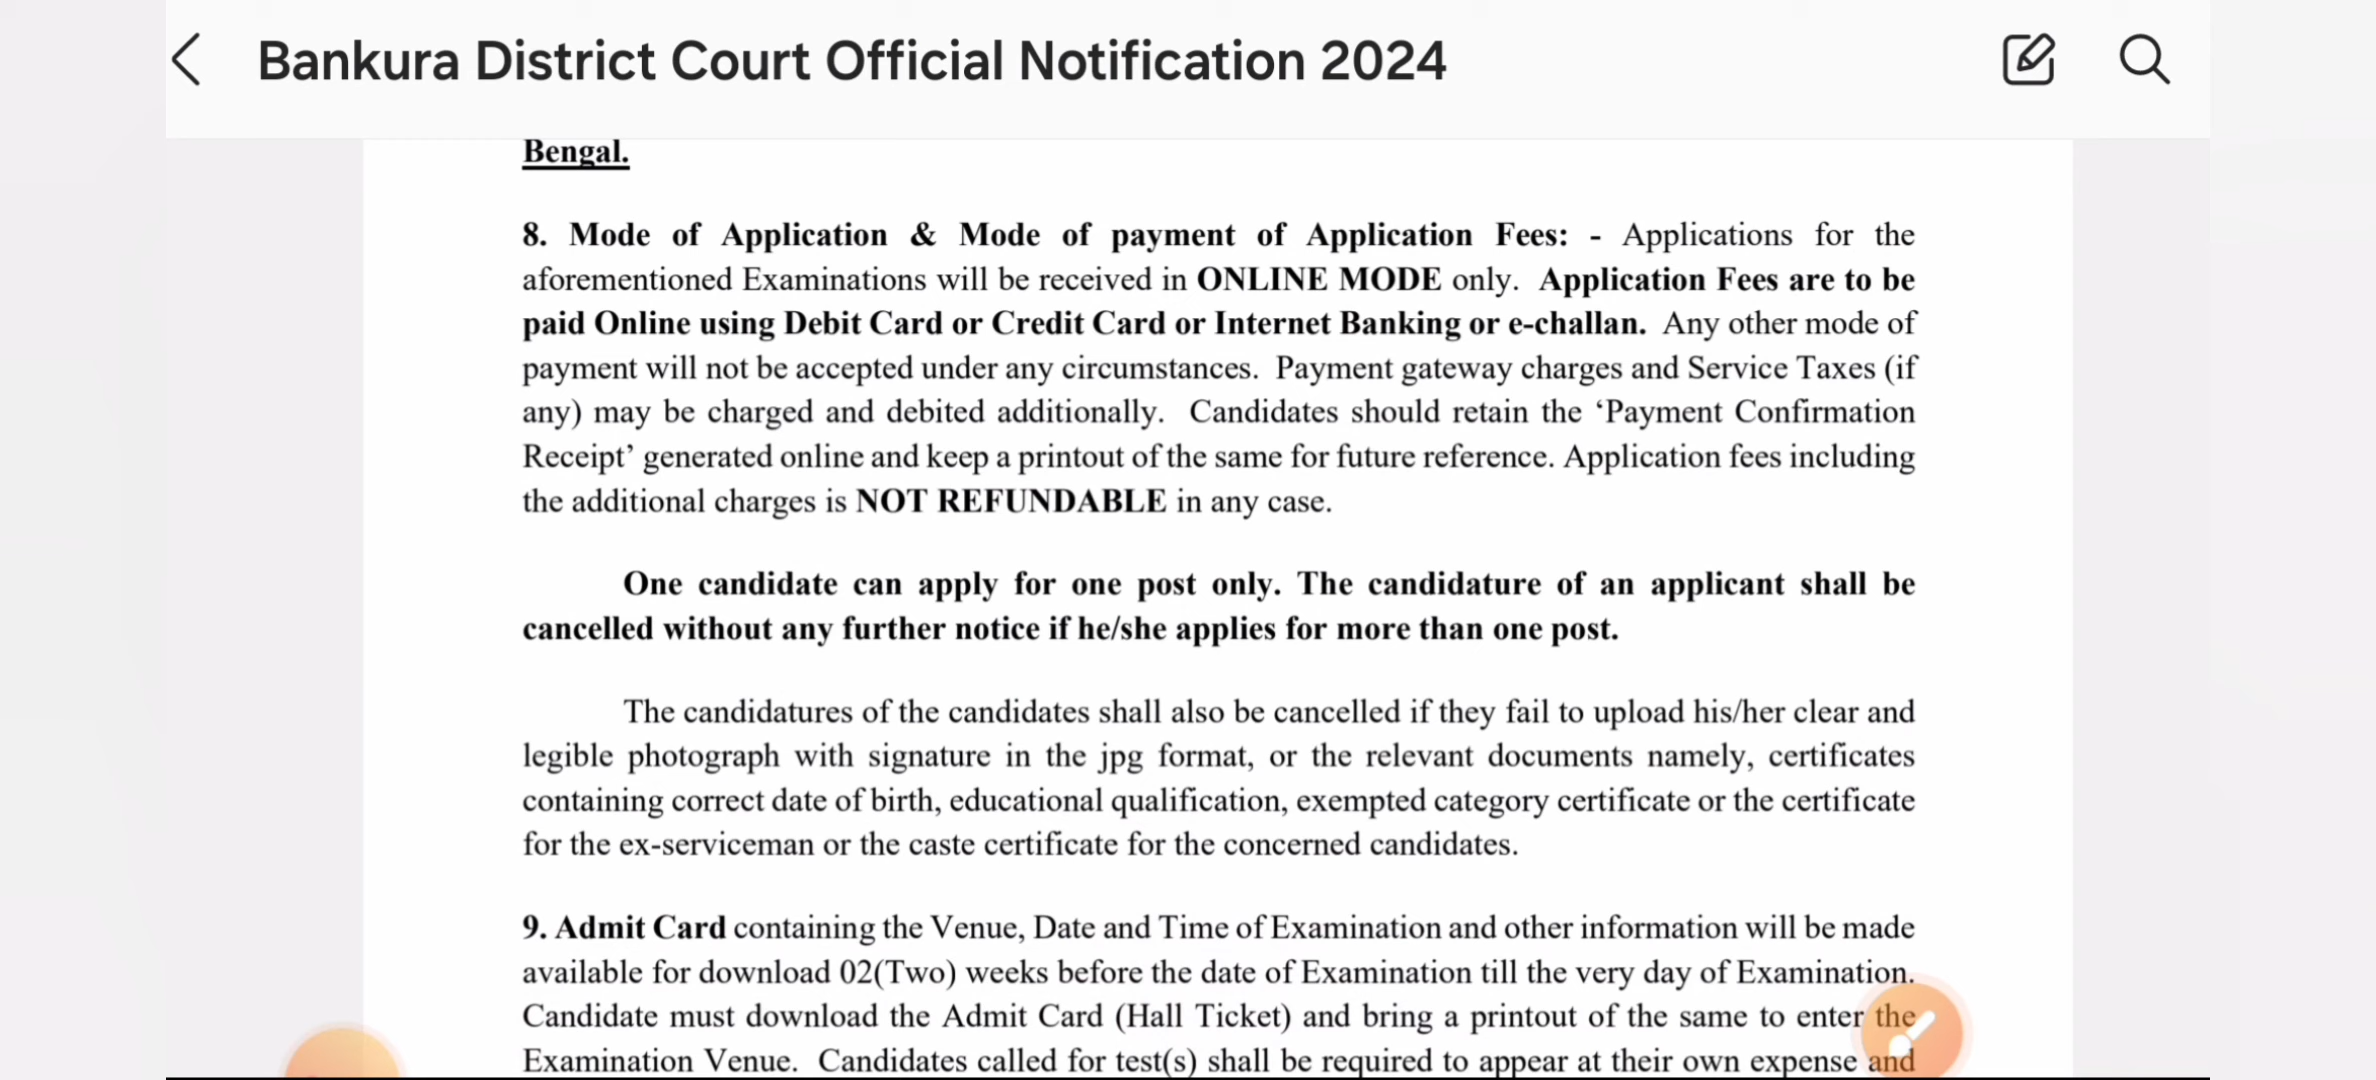 Bankura District Court Official Notification 2024
Bengal.
8. Mode of Application & Mode of payment of Application Fees: - Applications for the
aforementioned Examinations will be received in ONLINE MODE only. Application Fees are to be
paid Online using Debit Card or Credit Card or Internet Banking or e-challan. Any other mode of
payment will not be accepted under any circumstances. Payment gateway charges and Service Taxes (if
any) may be charged and debited additionally. Candidates should retain the ‘Payment Confirmation
Receipt’ generated online and keep a printout of the same for future reference. Application fees including
the additional charges is NOT REFUNDABLE in any case.
One candidate can apply for one post only. The candidature of an applicant shall be
cancelled without any further notice if he/she applies for more than one post.
The candidatures of the candidates shall also be cancelled if they fail to upload his/her clear and
legible photograph with signature in the jpg format, or the relevant documents namely, certificates
containing correct date of birth, educational qualification, exempted category certificate or the certificate
for the ex-serviceman or the caste certificate for the concerned candidates.
9. Admit Card containing the Venue, Date and Time of Examination and other information will be made
available for download 02(Two) weeks before the date of Examination till the very day of Examination.
Candidate must download the Admit Card (Hall Ticket) and bring a printout of the same to enter the
Examination Venue. Candidates called for test(s) shall be required to appear at their own expense and